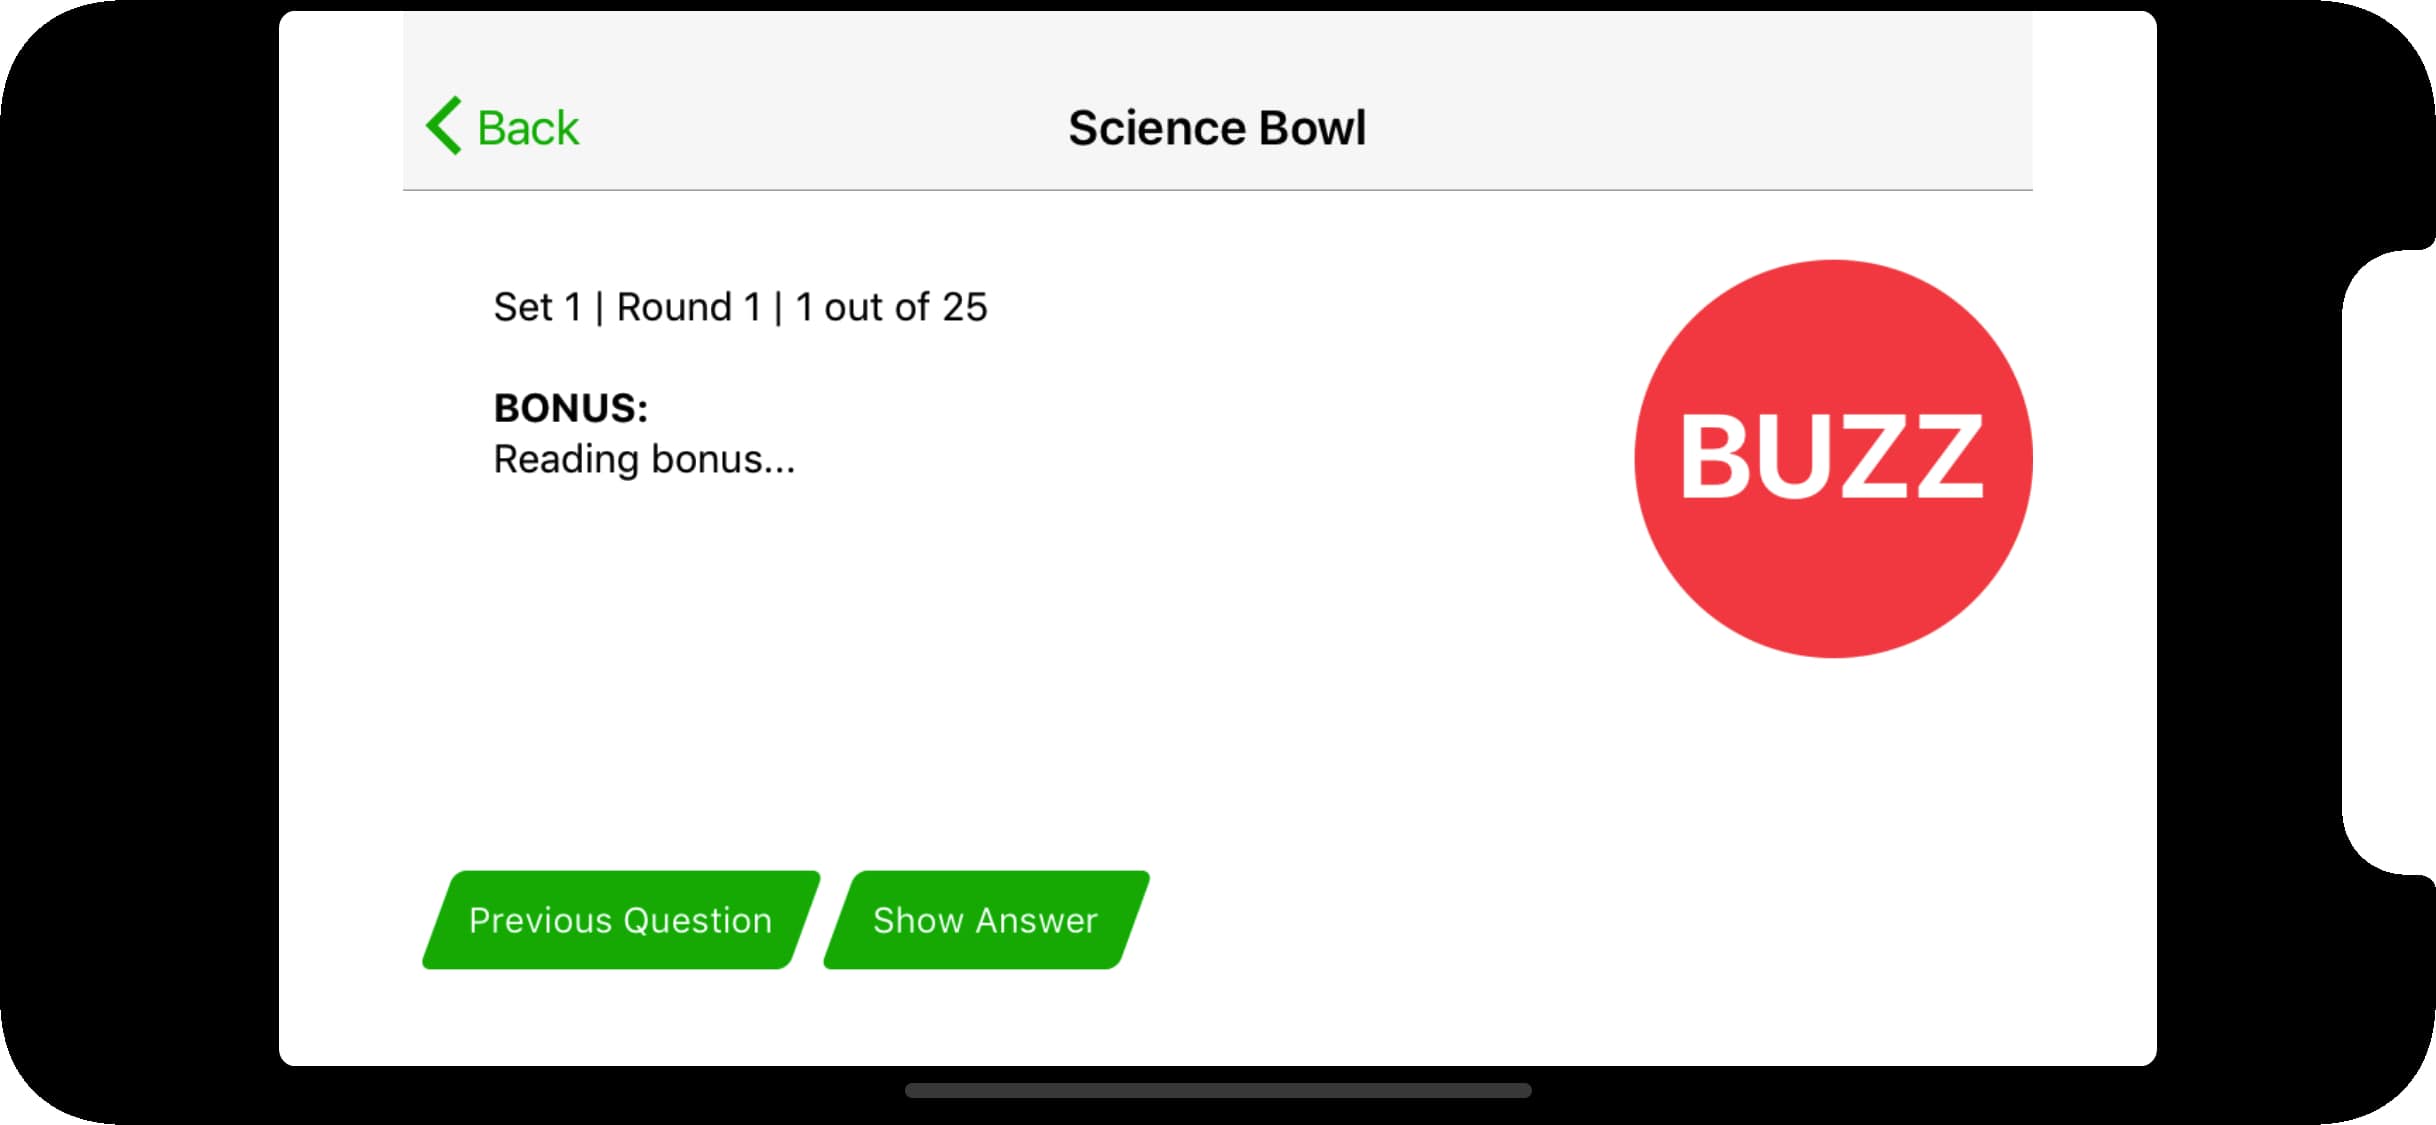 Back
Science Bowl
Set 1 | Round 1 | 1 out of 25
BONUS:
Reading bonus...
BUZZ
Previous Question
Show Answer